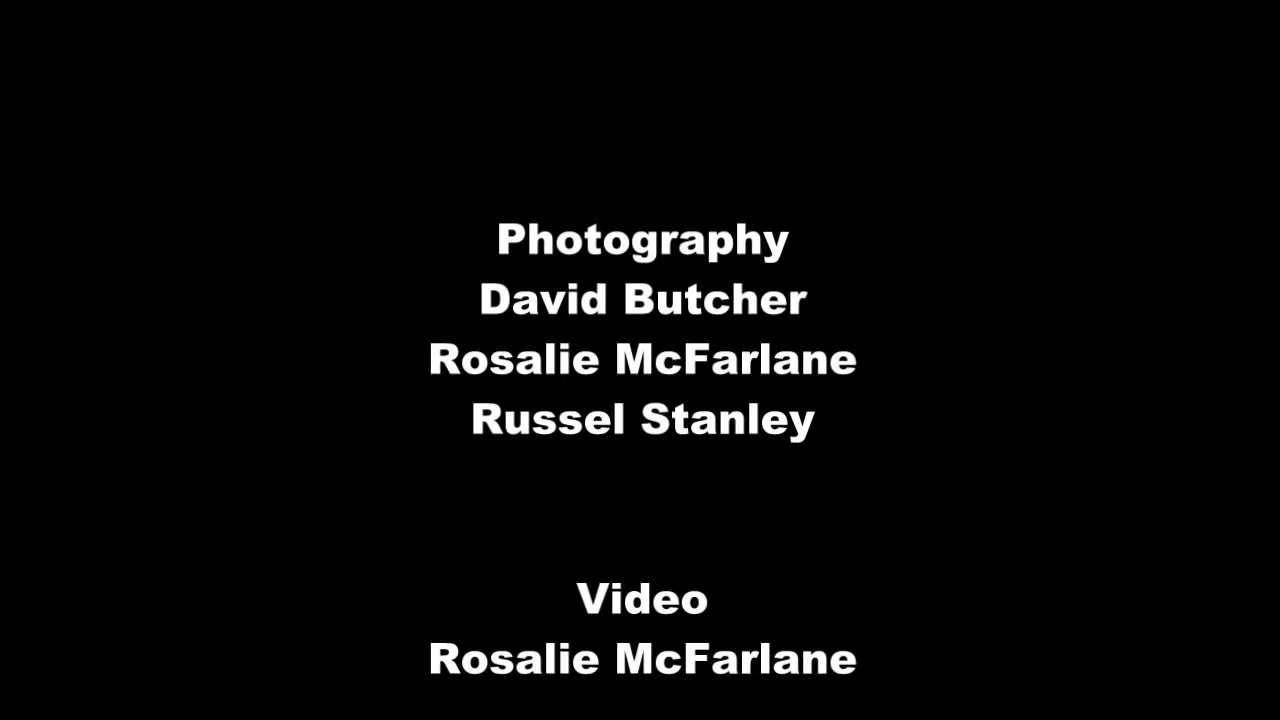 Photography
David Butcher
Rosalie McFarlane
Russel Stanley
Video
Rosalie McFarlane